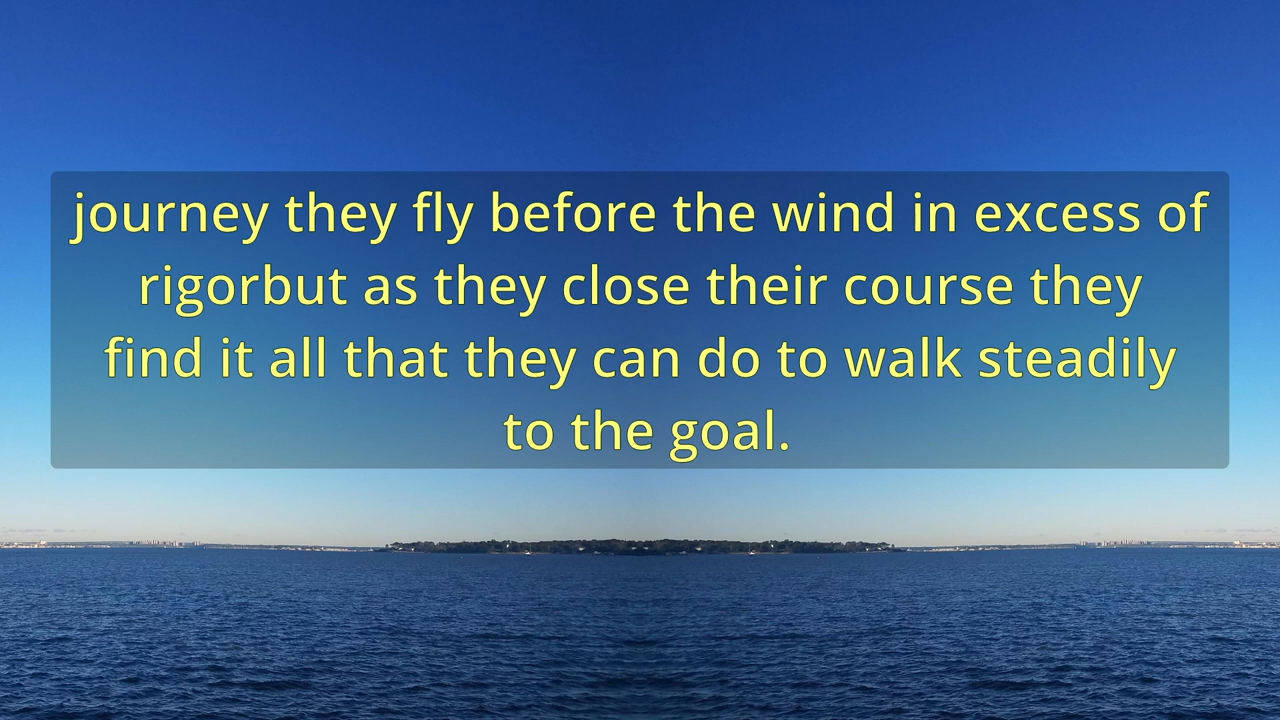 journey they fly before the wind in excess of
rigorbut as they close their course they
find it all that they can do to walk steadily
to the goal.